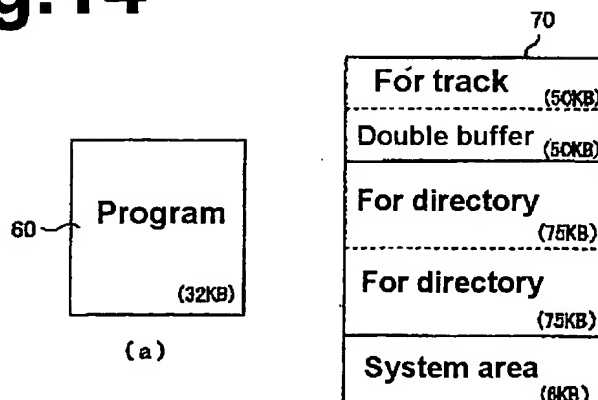 g.14
70
For track
(50KB)
Double buffer (50KB)
For directory
(75KB)
60
Program
(32KB)
For directory
(75KB)
(a)
System area
(6KB)